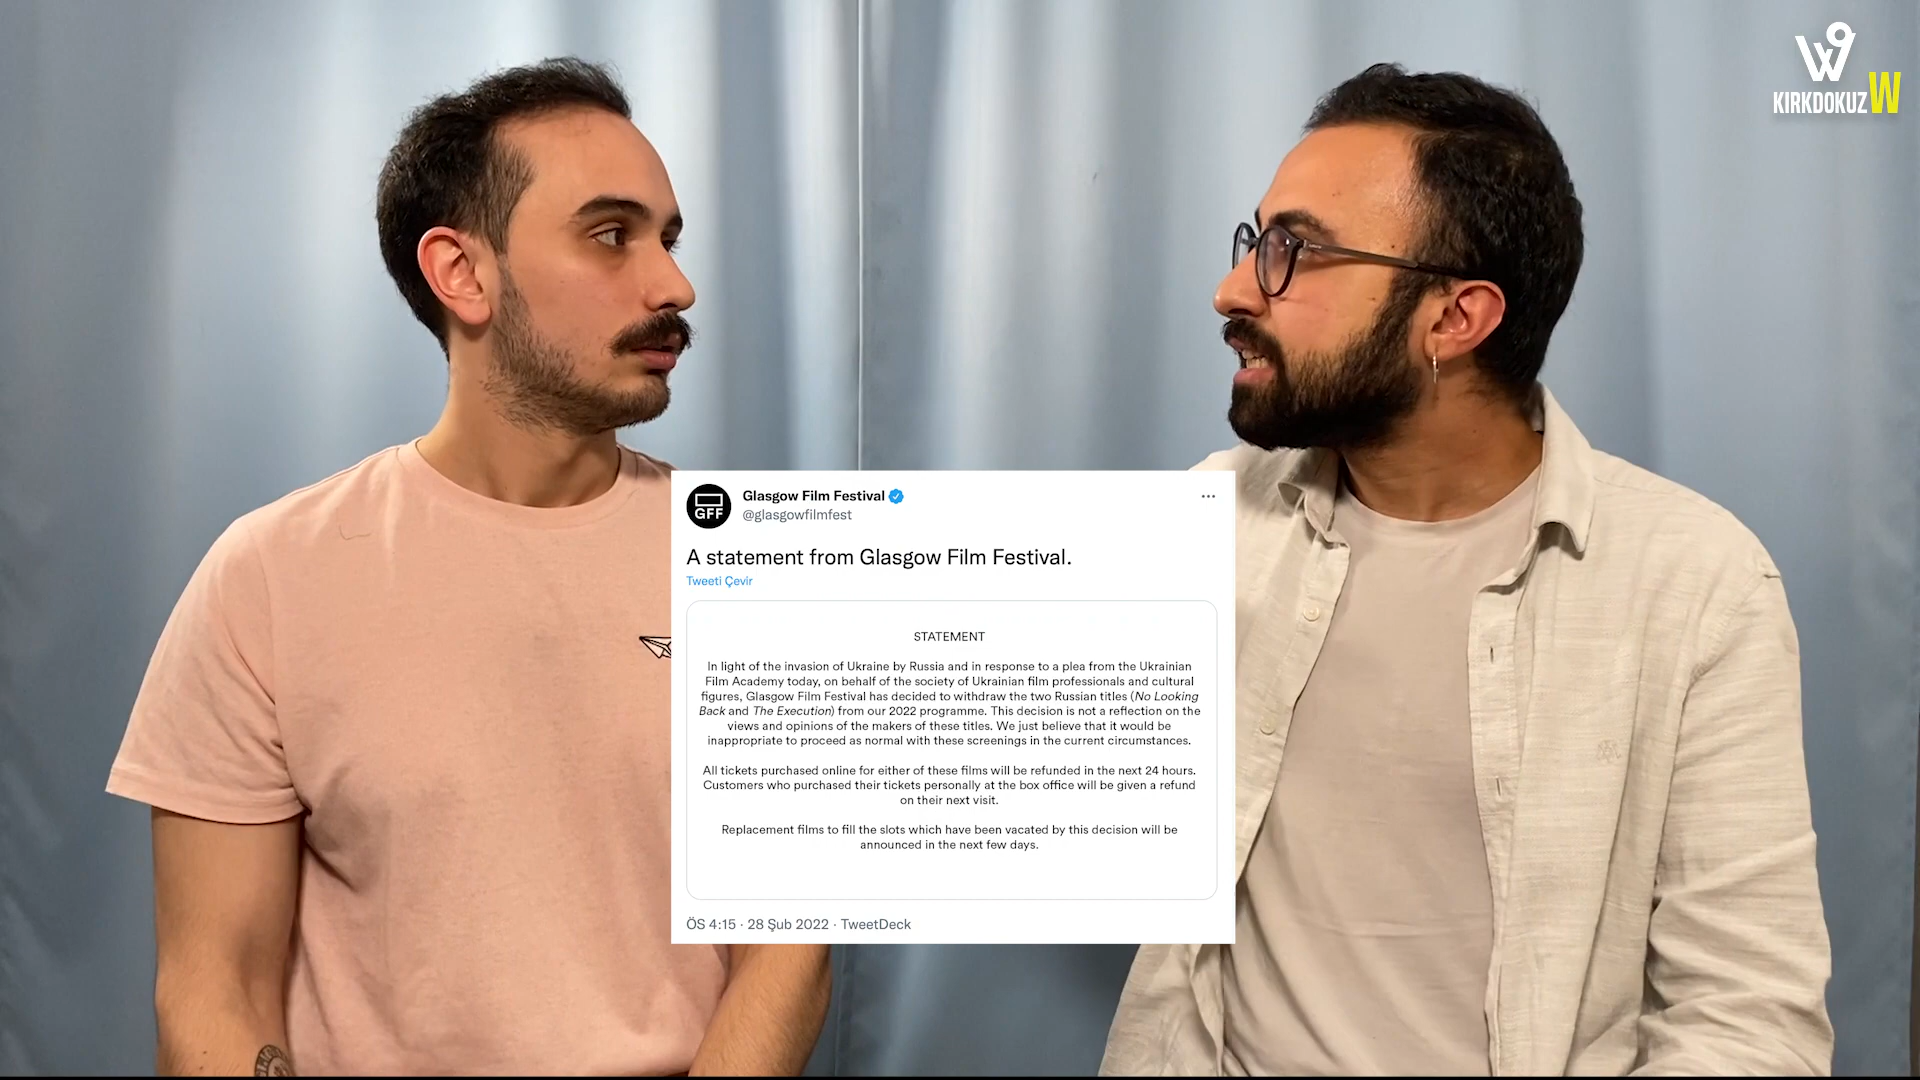 W9
KIRKDOKUZW
Glasgow Film Festival
@glasgowfilmfest
GFF
A statement from Glasgow Film Festival.
Tweeti Çevir
STATEMENT
In light of the invasion of Ukraine by Russia and in response to a plea from the Ukrainian
Film Academy today, on behalf of the society of Ukrainian film professionals and cultural
figures, Glasgow Film Festival has decided to withdraw the two Russian titles (No Looking
Back and The Execution) from our 2022 programme. This decision is not a reflection on the
views and opinions of the makers of these titles. We just believe that it would be
inappropriate to proceed as normal with these screenings in the current circumstances.
All tickets purchased online for either of these films will be refunded in the next 24 hours.
Customers who purchased their tickets personally at the box office will be given a refund
on their next visit.
Replacement films to fill the slots which have been vacated by this decision will be
announced in the next few days.
ÖS 4:15 · 28 Şub 2022 · TweetDeck